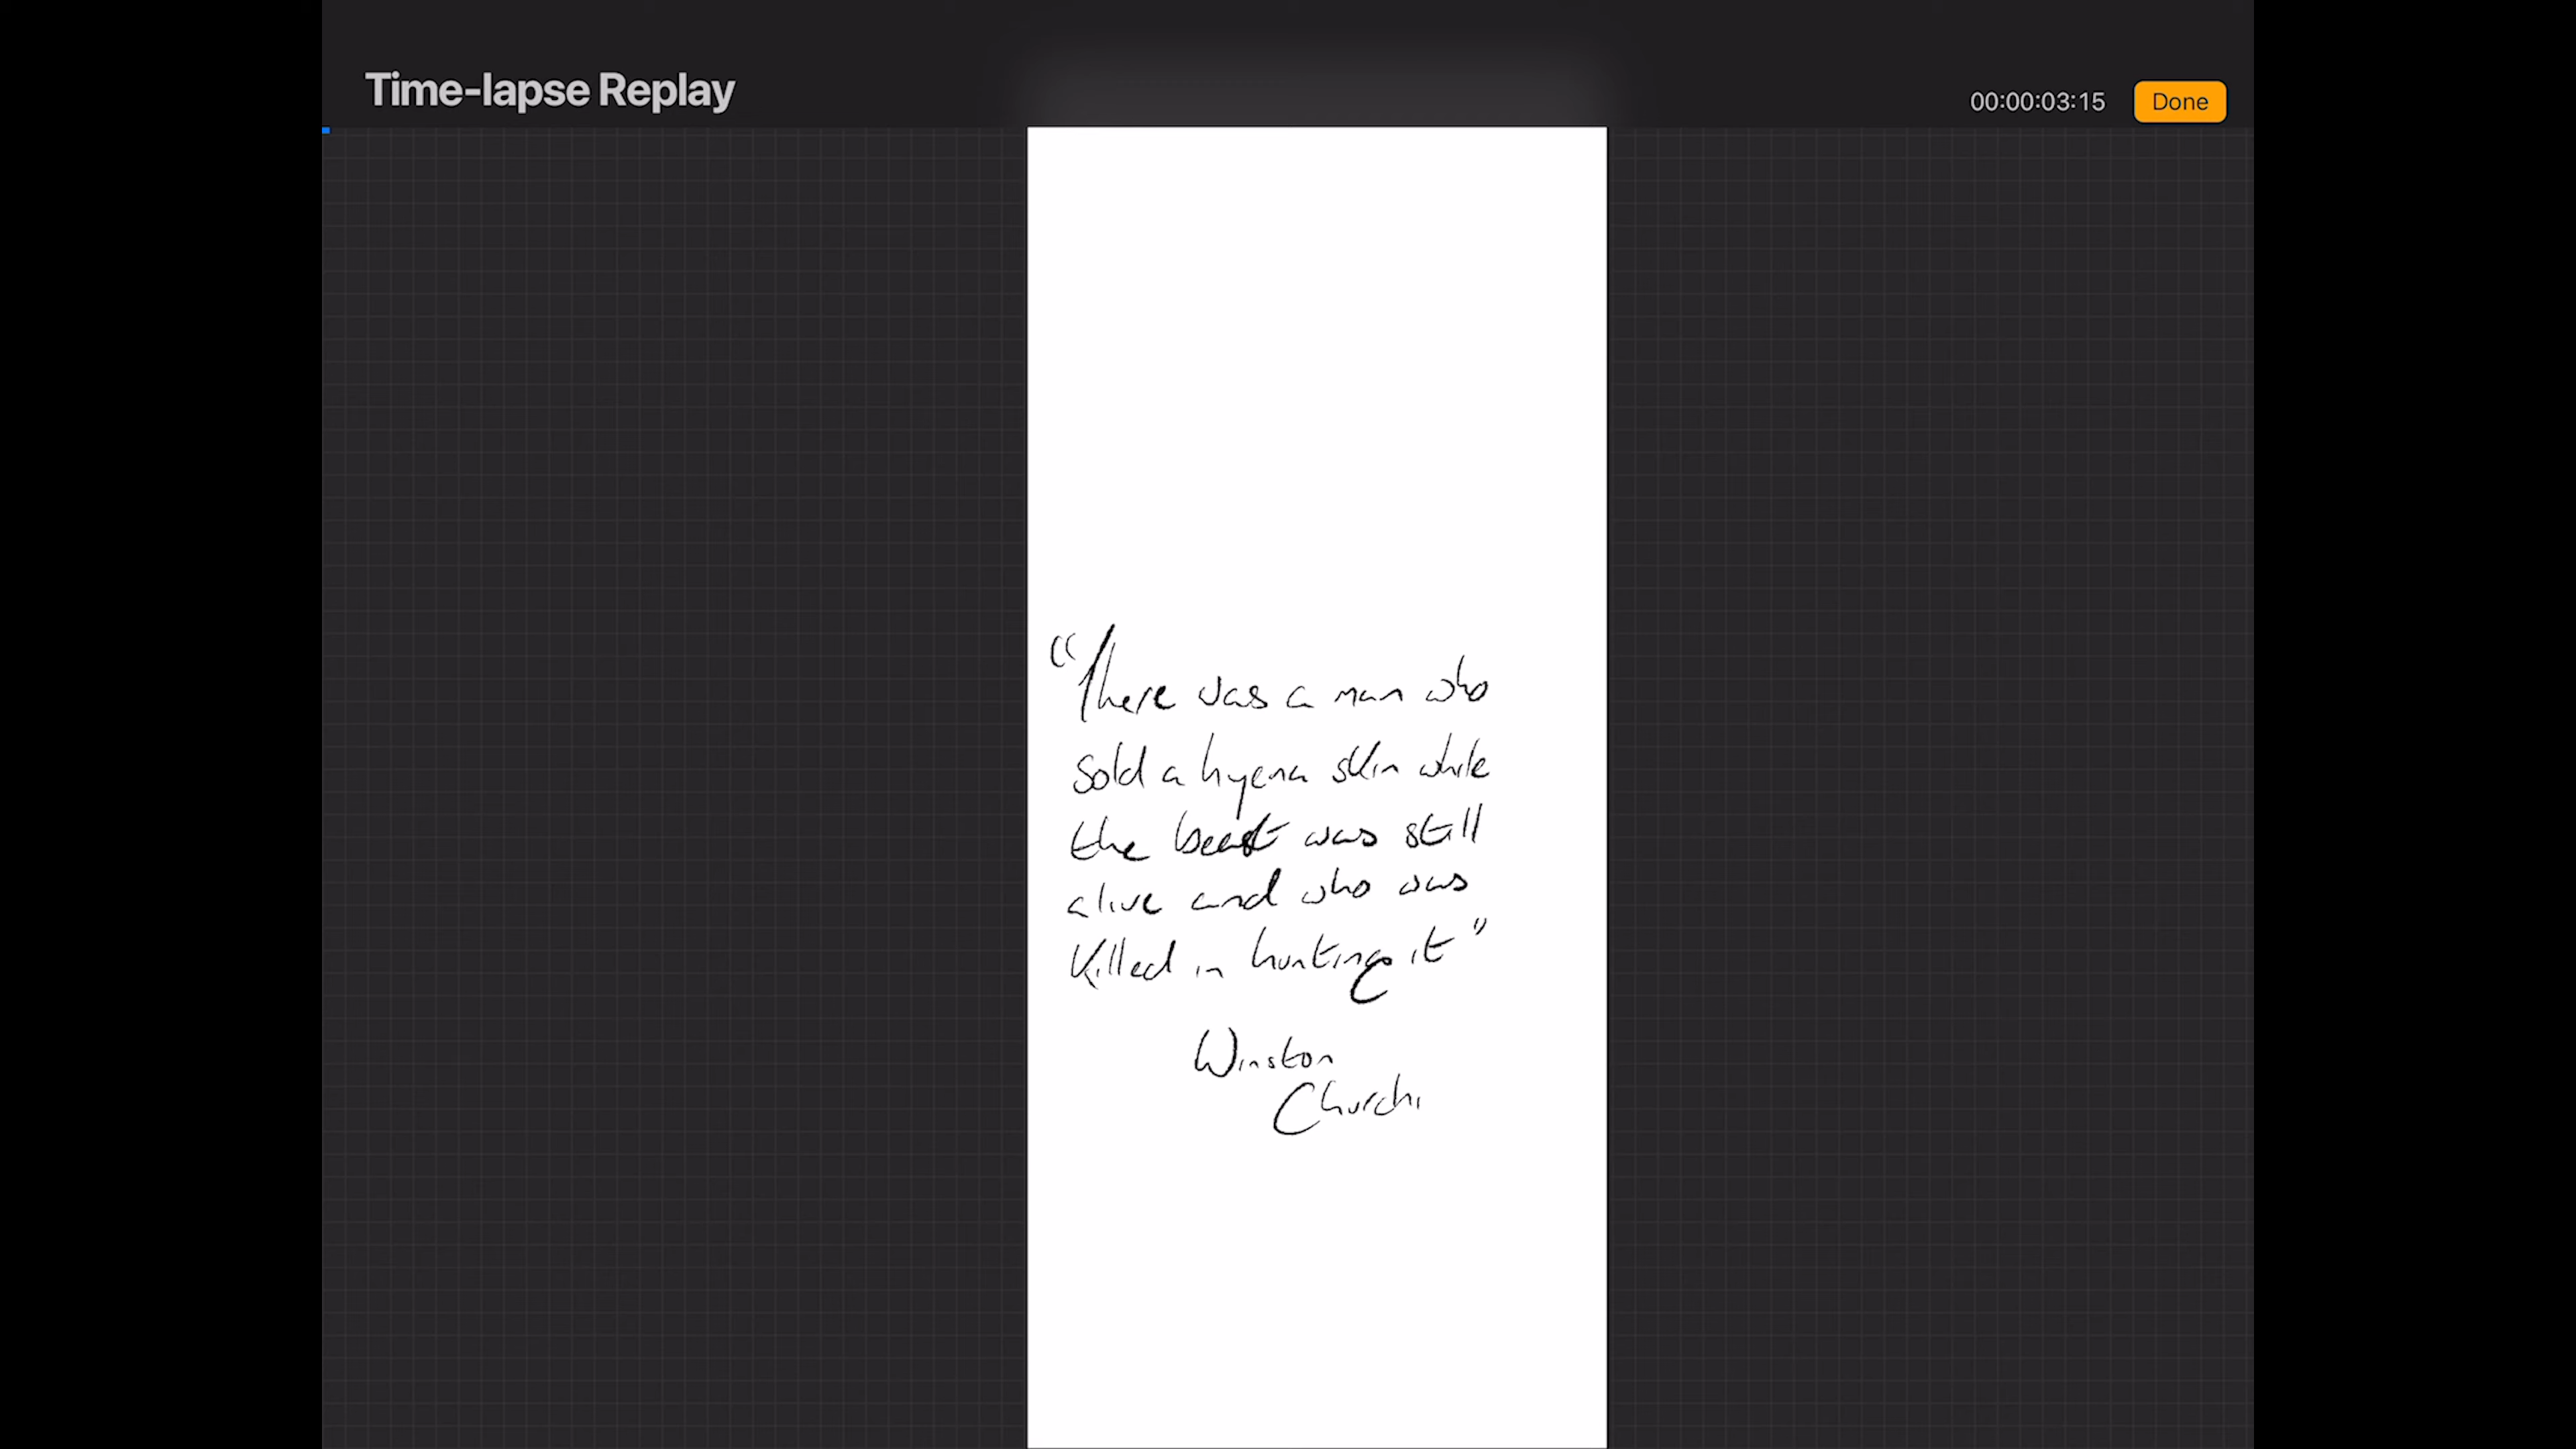 Time-lapse Replay
00:00:03:15
Done
"There was a man who
sold a hyena skin while
the beast was still
alive and who was
killed in hunting it"
Winston
Churchi